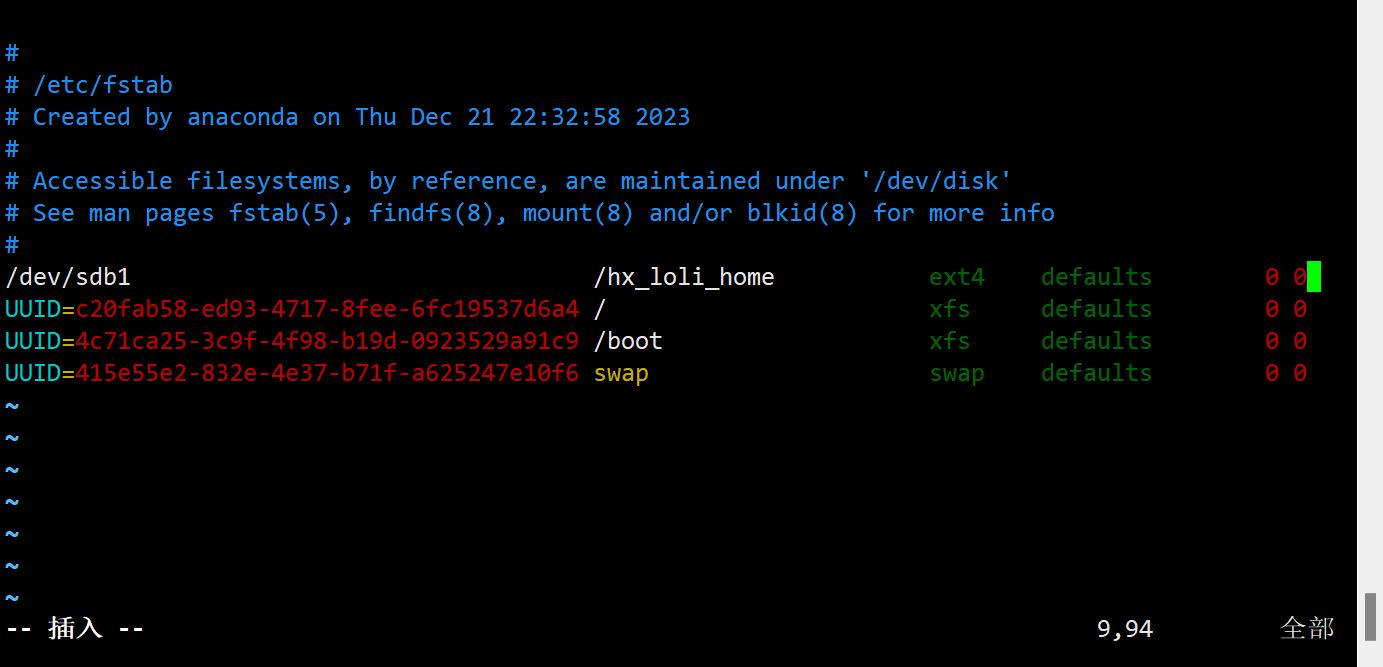 #
# /etc/fstab
# Created by anaconda on Thu Dec 21 22:32:58 2023
#
# Accessible filesystems, by reference, are maintained under '/dev/disk'
# See man pages fstab(5), findfs(8), mount(8) and/or blkid(8) for more info
#
/dev/sdb1 /hx_loli_home ext4 defaults 0 0
UUID=c20fab58-ed93-4717-8fee-6fc19537d6a4 / xfs defaults 0 0
UUID=4c71ca25-3c9f-4f98-b19d-0923529a91c9 /boot xfs defaults 0 0
UUID=415e55e2-832e-4e37-b71f-a625247e10f6 swap swap defaults 0 0
~
~
~
~
~
~
~
-- 插入 -- 9,94 全部